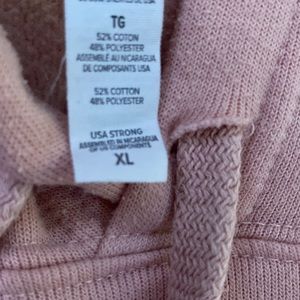 TG
52% COTON
48% POLYESTER
ASSEMBLÉ AU NICARAGUA
DE COMPOSANTS USA
52% COTTON
48% POLYESTER
USA STRONG
ASSEMBLED IN NICARAGUA
OF US COMPONENTS
XL